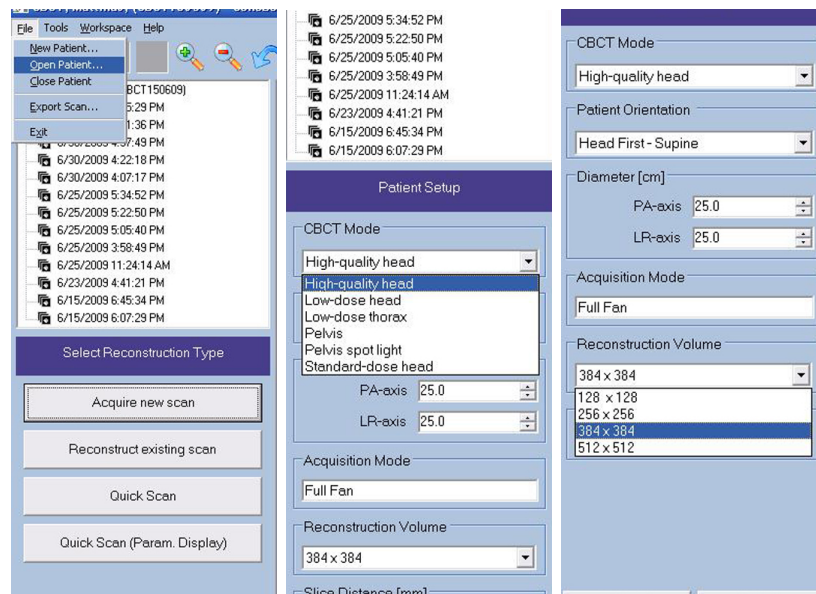 File Tools Workspace Help
New Patient...
Open Patient...
Close Patient
Export Scan...
Exit
BCT150609)
5:29 PM
1:36 PM
6/30/2009 4:22:18 PM
6/30/2009 4:07:17 PM
6/25/2009 5:34:52 PM
6/25/2009 5:22:50 PM
6/25/2009 5:05:40 PM
6/25/2009 3:58:49 PM
6/25/2009 11:24:14 AM
6/23/2009 4:41:21 PM
6/15/2009 6:45:34 PM
6/15/2009 6:07:29 PM
Select Reconstruction Type
Acquire new scan
Reconstruct existing scan
Quick Scan
Quick Scan (Param. Display)
6/25/2009 5:34:52 PM
6/25/2009 5:22:50 PM
6/25/2009 5:05:40 PM
6/25/2009 3:58:49 PM
6/25/2009 11:24:14 AM
6/23/2009 4:41:21 PM
6/15/2009 6:45:34 PM
6/15/2009 6:07:29 PM
Patient Setup
CBCT Mode
High-quality head
High-quality head
Low-dose head
Low-dose thorax
Pelvis
Pelvis spot light
Standard-dose head
PA-axis 25.0
LR-axis 25.0
Acquisition Mode
Full Fan
Reconstruction Volume
384 x 384
Slice Distance [mm]
CBCT Mode
High-quality head
Patient Orientation
Head First - Supine
Diameter [cm]
PA-axis 25.0
LR-axis 25.0
Acquisition Mode
Full Fan
Reconstruction Volume
384 x 384
128 x 128
256 x 256
384 x 384
512 x 512